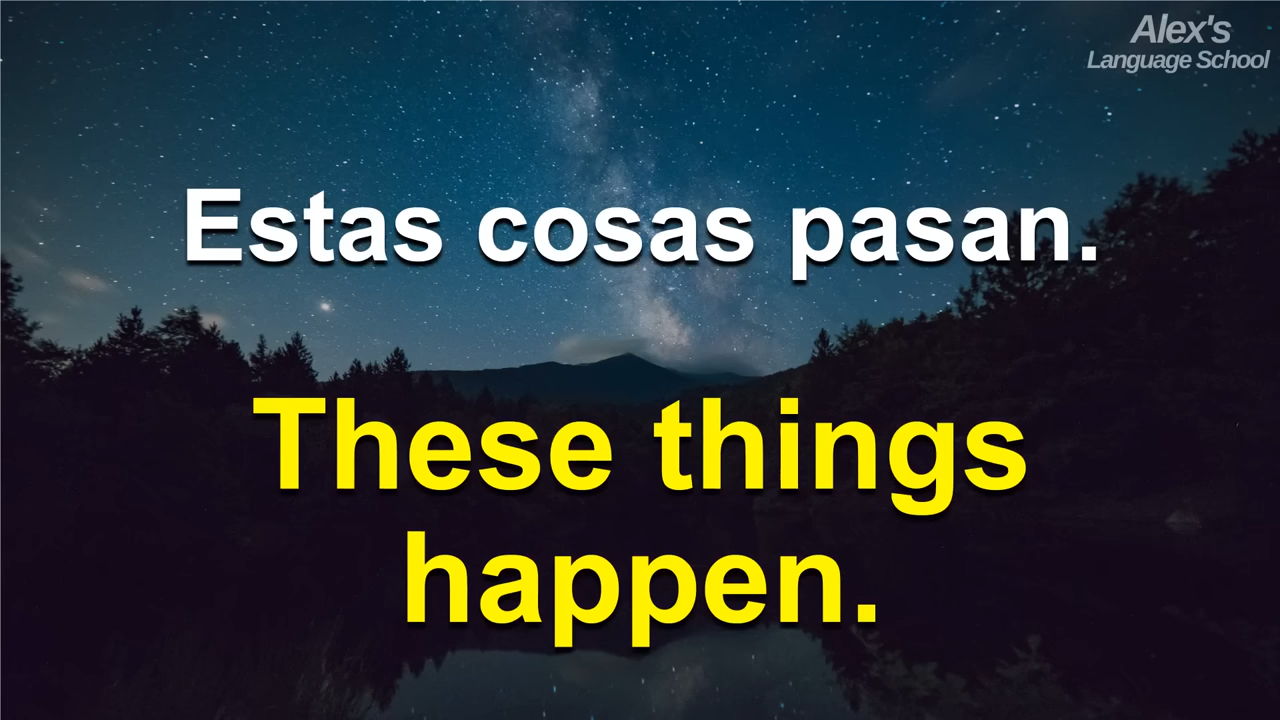 Alex's
Language School
Estas cosas pasan.
These things
happen.